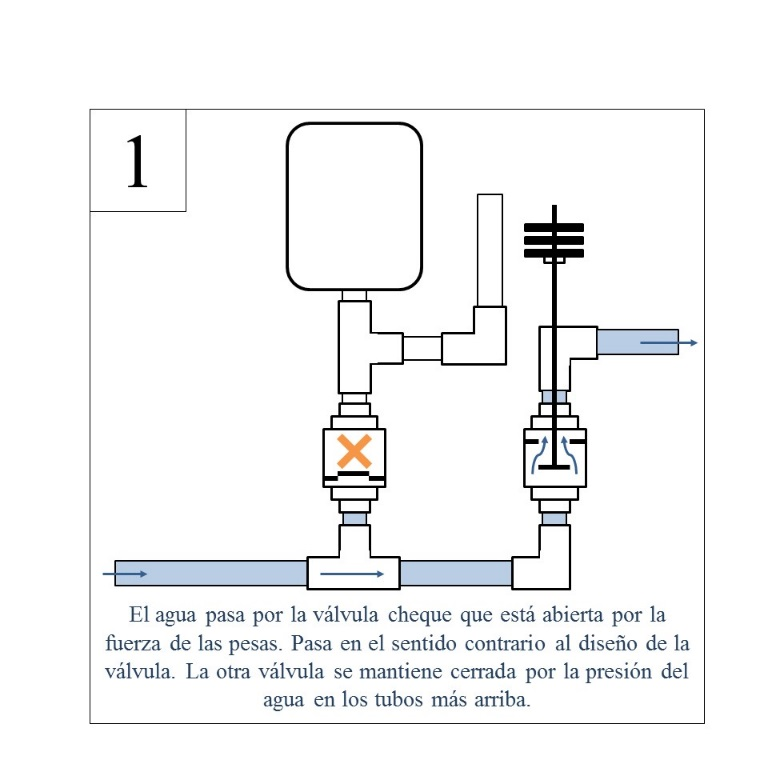 1
El agua pasa por la válvula cheque que está abierta por la
fuerza de las pesas. Pasa en el sentido contrario al diseño de la
válvula. La otra válvula se mantiene cerrada por la presión del
agua en los tubos más arriba.